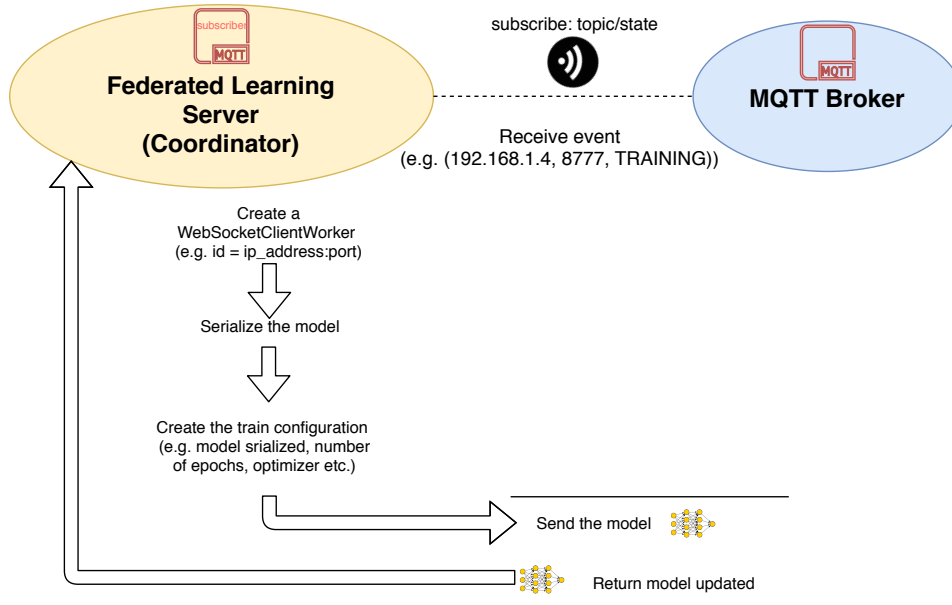 subscriber
MQTT
Federated Learning
Server
(Coordinator)
subscribe: topic/state
Receive event
(e.g. (192.168.1.4, 8777, TRAINING))
MQTT
MQTT Broker
Create a
WebSocketClientWorker
(e.g. id = ip_address:port)
Serialize the model
Create the train configuration
(e.g. model srialized, number
of epochs, optimizer etc.)
Send the model
Return model updated